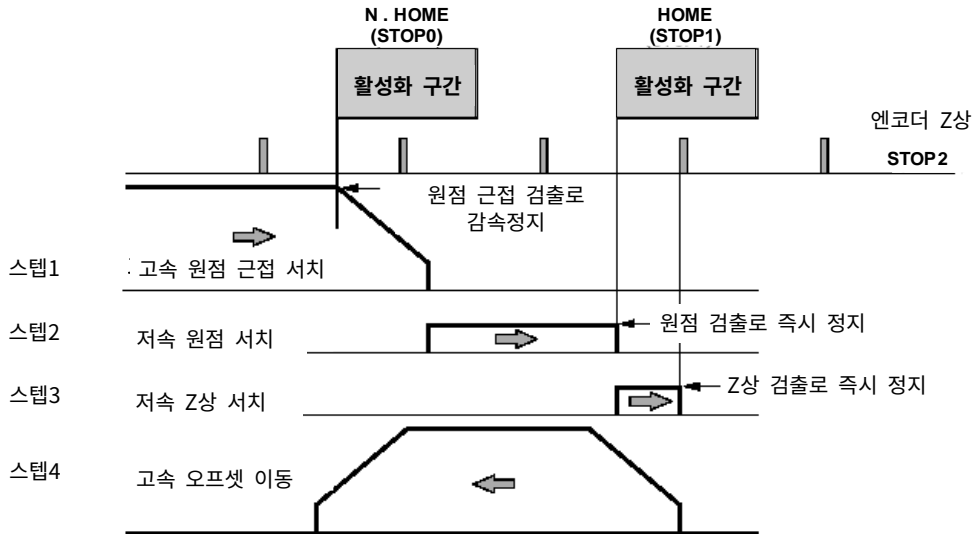 N . HOME
(STOP0)
HOME
(STOP1)
활성화 구간
활성화 구간
엔코더 Z상
STOP2
원점 근접 검출로
감속정지
스텝1
고속 원점 근접 서치
스텝2
저속 원점 서치
원점 검출로 즉시 정지
스텝3
저속 Z상 서치
Z상 검출로 즉시 정지
스텝4
고속 오프셋 이동